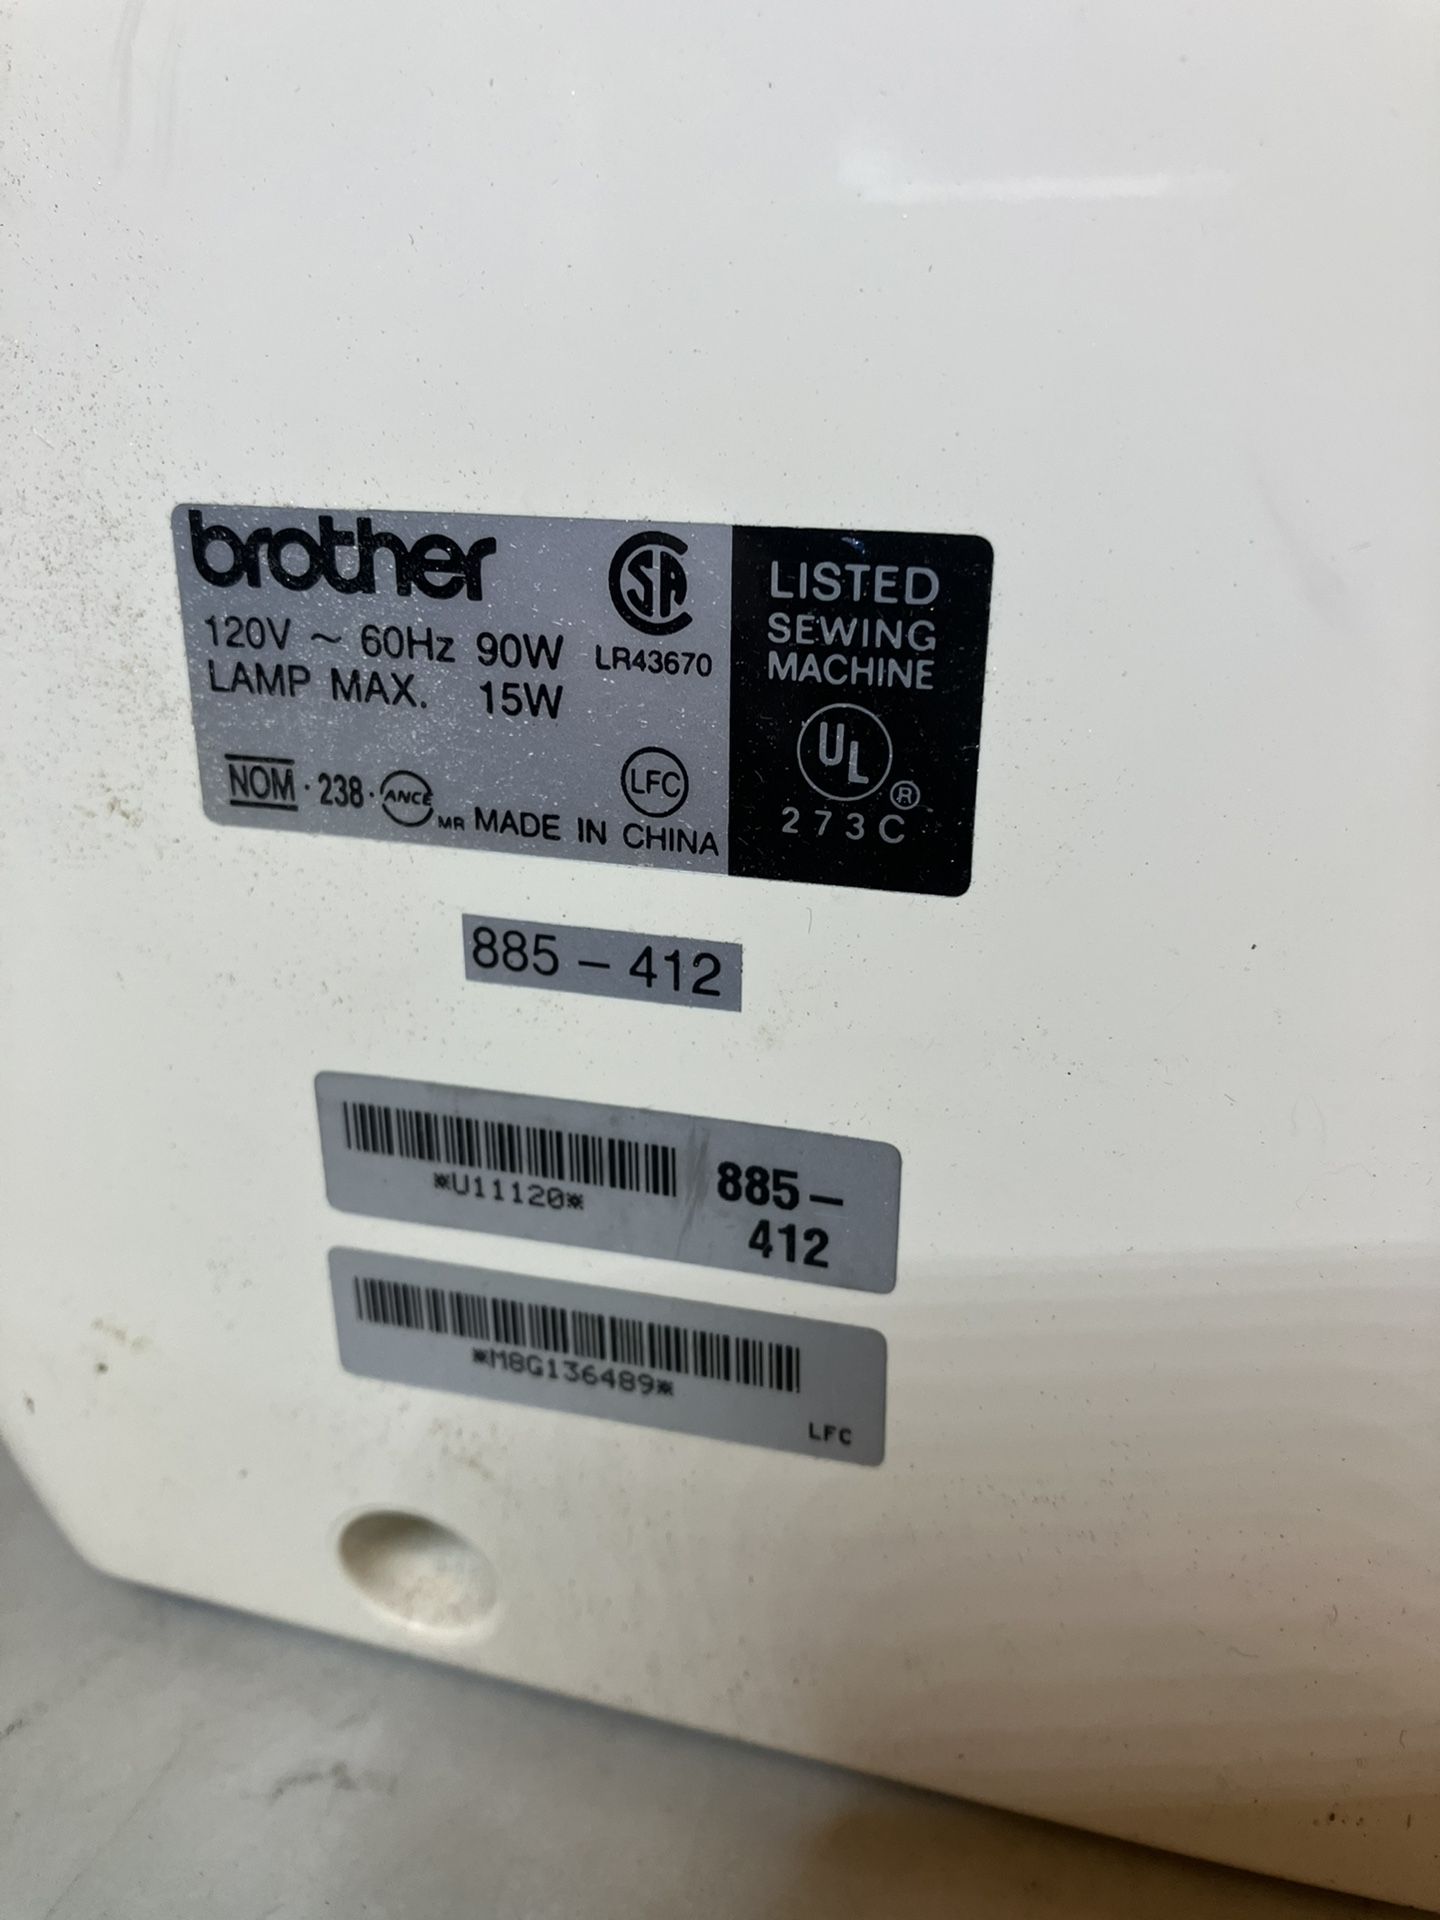 brother
SA
120V ~ 60Hz 90W
LR43670
LAMP MAX. 15W
NOM · 238 · ANCE MR
LFC
MADE IN CHINA
LISTED
SEWING
MACHINE
UL ®
273C
885-412
*U11120*
885-
412
*M8G136489*
LFC